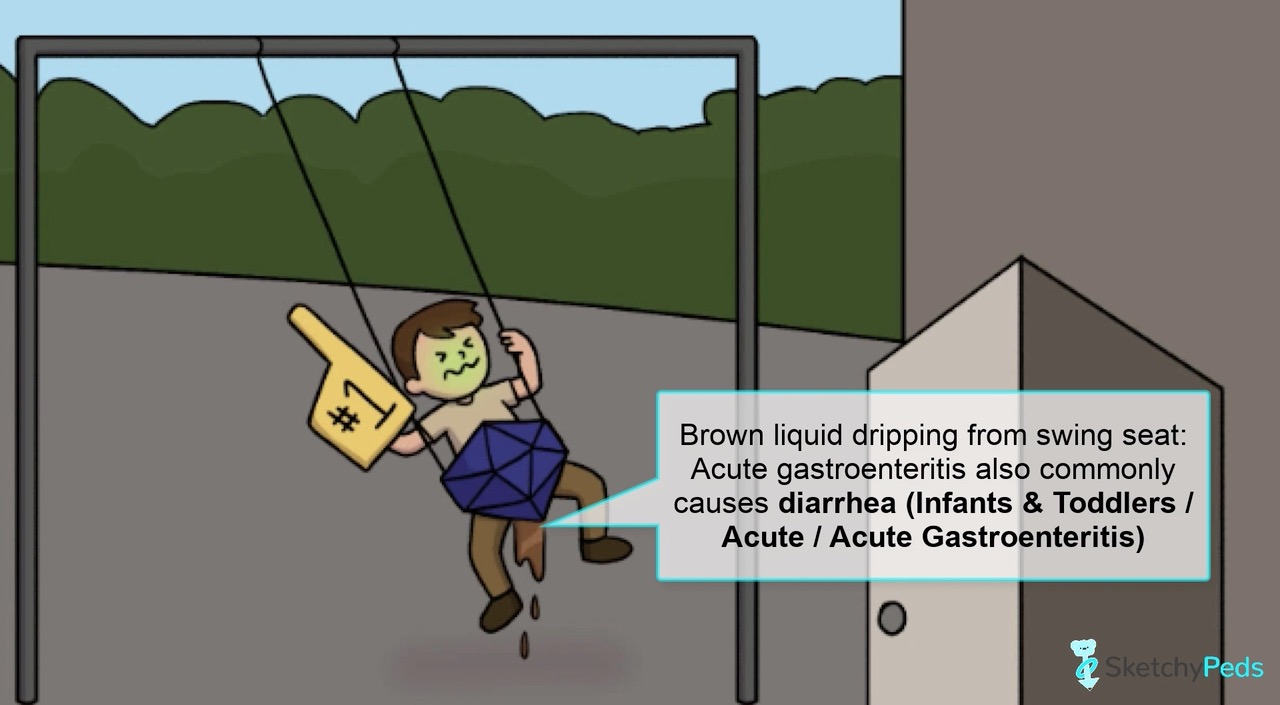 #1
Brown liquid dripping from swing seat:
Acute gastroenteritis also commonly
causes diarrhea (Infants & Toddlers /
Acute / Acute Gastroenteritis)
SketchyPeds